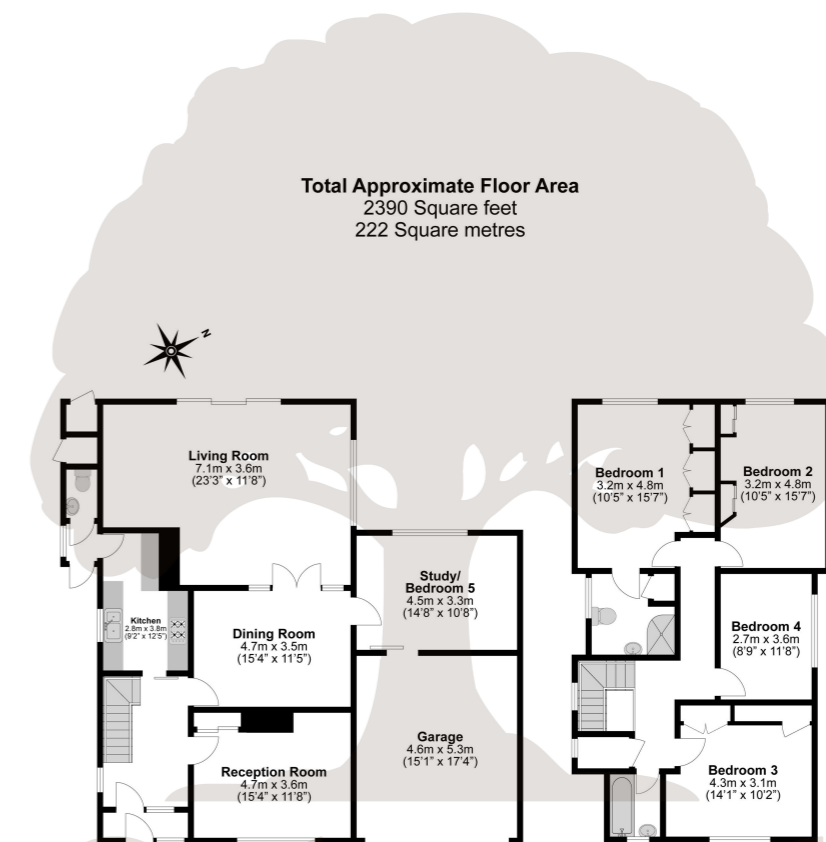 Total Approximate Floor Area
2390 Square feet
222 Square metres
N
Living Room
7.1m x 3.6m
(23'3" x 11'8")
Bedroom 1
3.2m x 4.8m
(10'5" x 15'7")
Bedroom 2
3.2m x 4.8m
(10'5" x 15'7")
Study/
Bedroom 5
4.5m x 3.3m
(14'8" x 10'8")
Kitchen
2.8m x 3.8m
(9'2" x 12'5")
Dining Room
4.7m x 3.5m
(15'4" x 11'5")
Bedroom 4
2.7m x 3.6m
(8'9" x 11'8")
Garage
4.6m x 5.3m
(15'1" x 17'4")
Reception Room
4.7m x 3.6m
(15'4" x 11'8")
Bedroom 3
4.3m x 3.1m
(14'1" x 10'2")